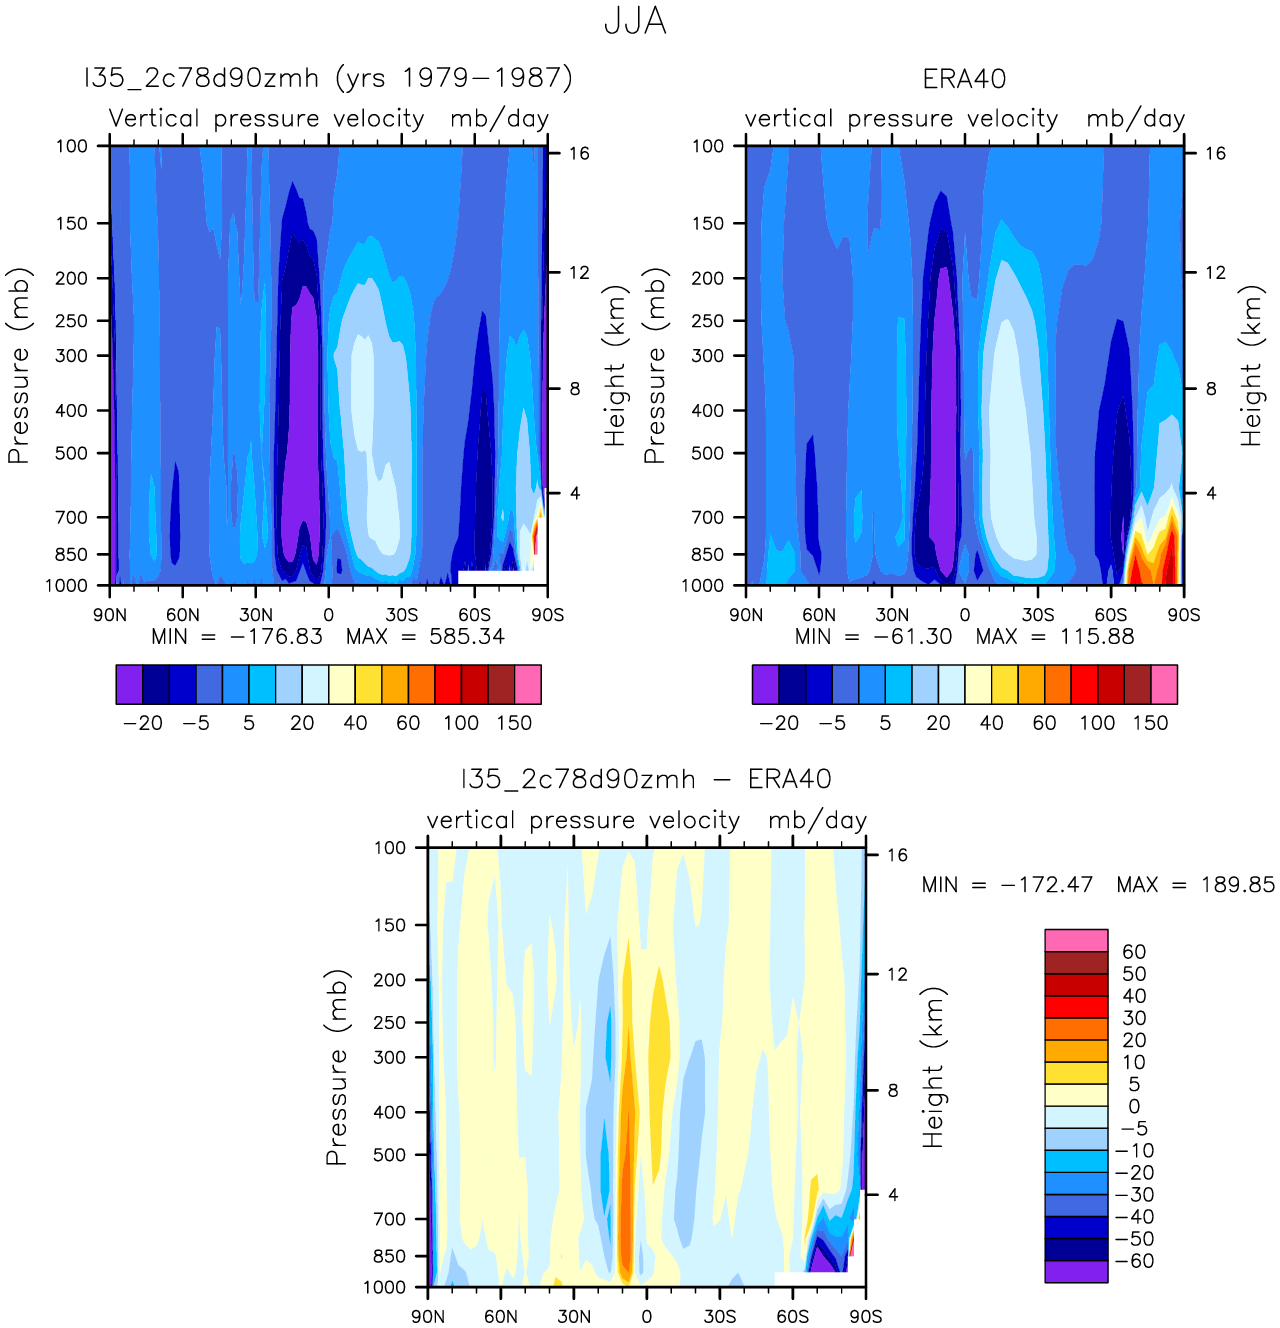 JJA
I35_2c78d90zmh (yrs 1979-1987)
Vertical pressure velocity mb/day
100
150
200
250
300
400
500
700
850
1000
Pressure (mb)
16
12
8
4
Height (km)
90N 60N 30N 0 30S 60S 90S
MIN = -176.83 MAX = 585.34
-20 -5 5 20 40 60 100 150
ERA40
vertical pressure velocity mb/day
100
150
200
250
300
400
500
700
850
1000
Pressure (mb)
16
12
8
4
Height (km)
90N 60N 30N 0 30S 60S 90S
MIN = -61.30 MAX = 115.88
-20 -5 5 20 40 60 100 150
I35_2c78d90zmh - ERA40
vertical pressure velocity mb/day
100
150
200
250
300
400
500
700
850
1000
Pressure (mb)
16
12
8
4
Height (km)
90N 60N 30N 0 30S 60S 90S
MIN = -172.47 MAX = 189.85
60
50
40
30
20
10
5
0
-5
-10
-20
-30
-40
-50
-60